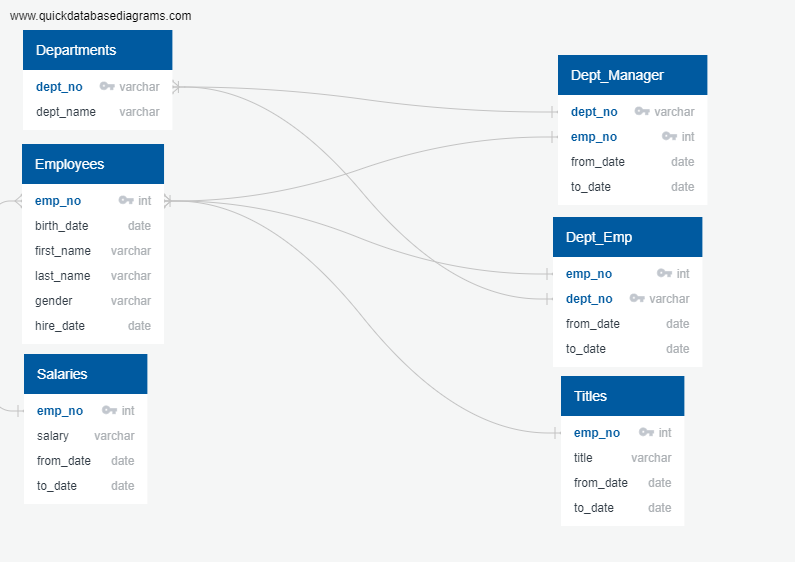 www.quickdatabasediagrams.com
Departments
dept_no varchar
dept_name varchar
Employees
emp_no int
birth_date date
first_name varchar
last_name varchar
gender varchar
hire_date date
Salaries
emp_no int
salary varchar
from_date date
to_date date
Dept_Manager
dept_no varchar
emp_no int
from_date date
to_date date
Dept_Emp
emp_no int
dept_no varchar
from_date date
to_date date
Titles
emp_no int
title varchar
from_date date
to_date date